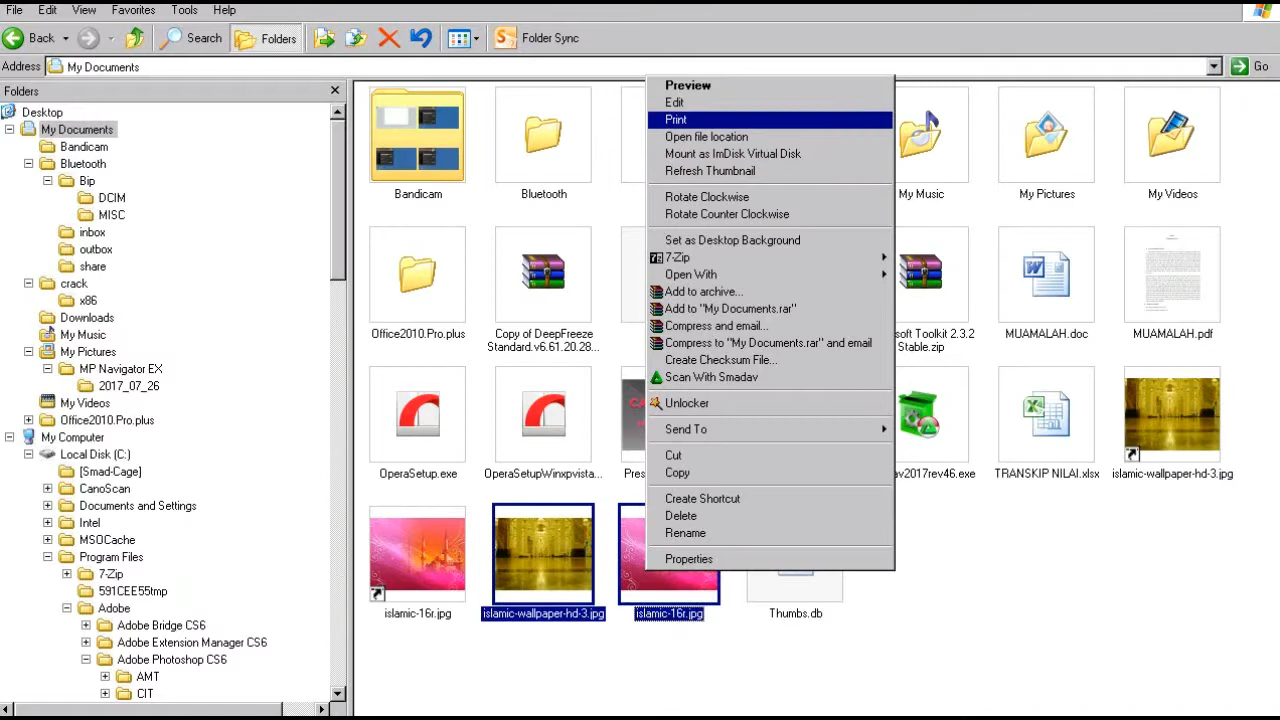 File Edit View Favorites Tools Help
Back Search Folders Folder Sync
Address My Documents Go
Folders
Desktop
My Documents
Bandicam
Bluetooth
Bip
DCIM
MISC
inbox
outbox
share
crack
x86
Downloads
My Music
My Pictures
MP Navigator EX
2017_07_26
My Videos
Office2010.Pro.plus
My Computer
Local Disk (C:)
[Smad-Cage]
CanoScan
Documents and Settings
Intel
MSOCache
Program Files
7-Zip
591CEE55tmp
Adobe
Adobe Bridge CS6
Adobe Extension Manager CS6
Adobe Photoshop CS6
AMT
CIT
Bandicam
Bluetooth
My Music
My Pictures
My Videos
Office2010.Pro.plus
Copy of DeepFreeze
Standard.v6.61.20.28...
soft Toolkit 2.3.2
Stable.zip
MUAMALAH.doc
MUAMALAH.pdf
OperaSetup.exe
OperaSetupWinxpvista...
Pres
av2017rev46.exe
TRANSKIP NILAI.xlsx
islamic-wallpaper-hd-3.jpg
islamic-16r.jpg
islamic-wallpaper-hd-3.jpg
islamic-16r.jpg
Thumbs.db
Preview
Edit
Print
Open file location
Mount as ImDisk Virtual Disk
Refresh Thumbnail
Rotate Clockwise
Rotate Counter Clockwise
Set as Desktop Background
7-Zip
Open With
Add to archive...
Add to "My Documents.rar"
Compress and email...
Compress to "My Documents.rar" and email
Create Checksum File...
Scan With Smadav
Unlocker
Send To
Cut
Copy
Create Shortcut
Delete
Rename
Properties